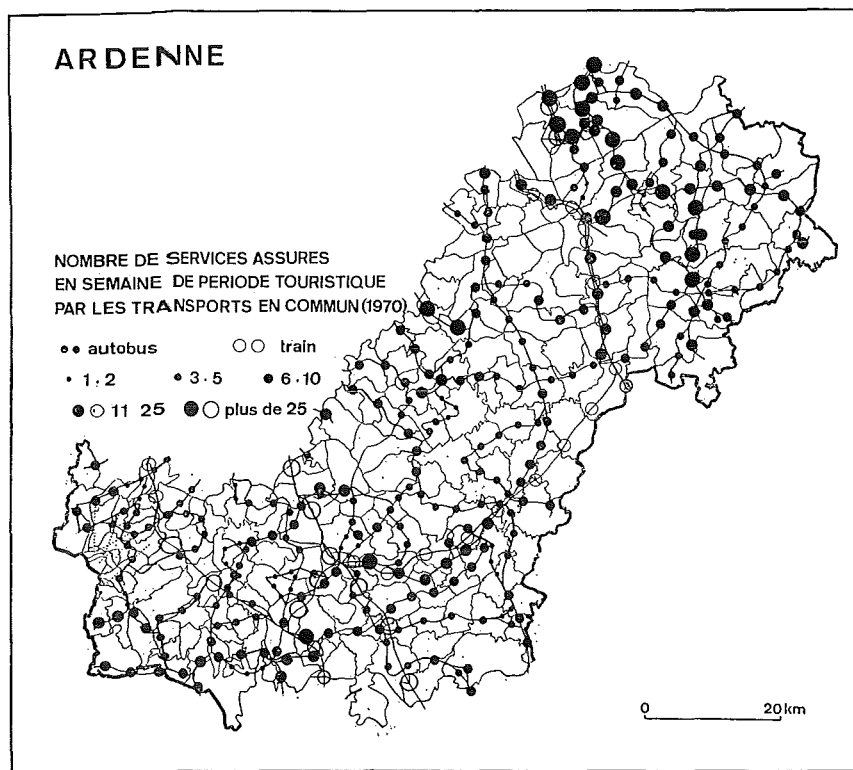 ARDENNE
NOMBRE DE SERVICES ASSURES
EN SEMAINE DE PERIODE TOURISTIQUE
PAR LES TRANSPORTS EN COMMUN (1970)
autobus train
1 - 2 3 - 5 6 - 10
11 25 plus de 25
0 20 km